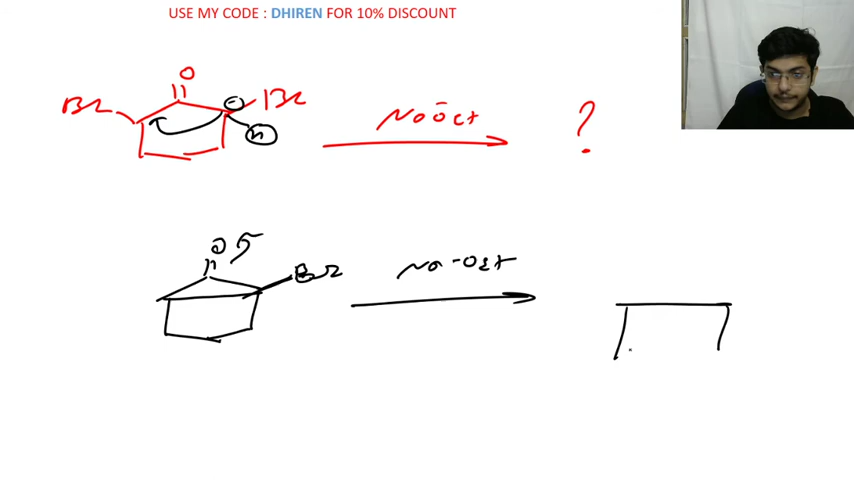 USE MY CODE : DHIREN FOR 10% DISCOUNT
O
Br Br
NaOEt ?
H
O
Br
Na-OEt